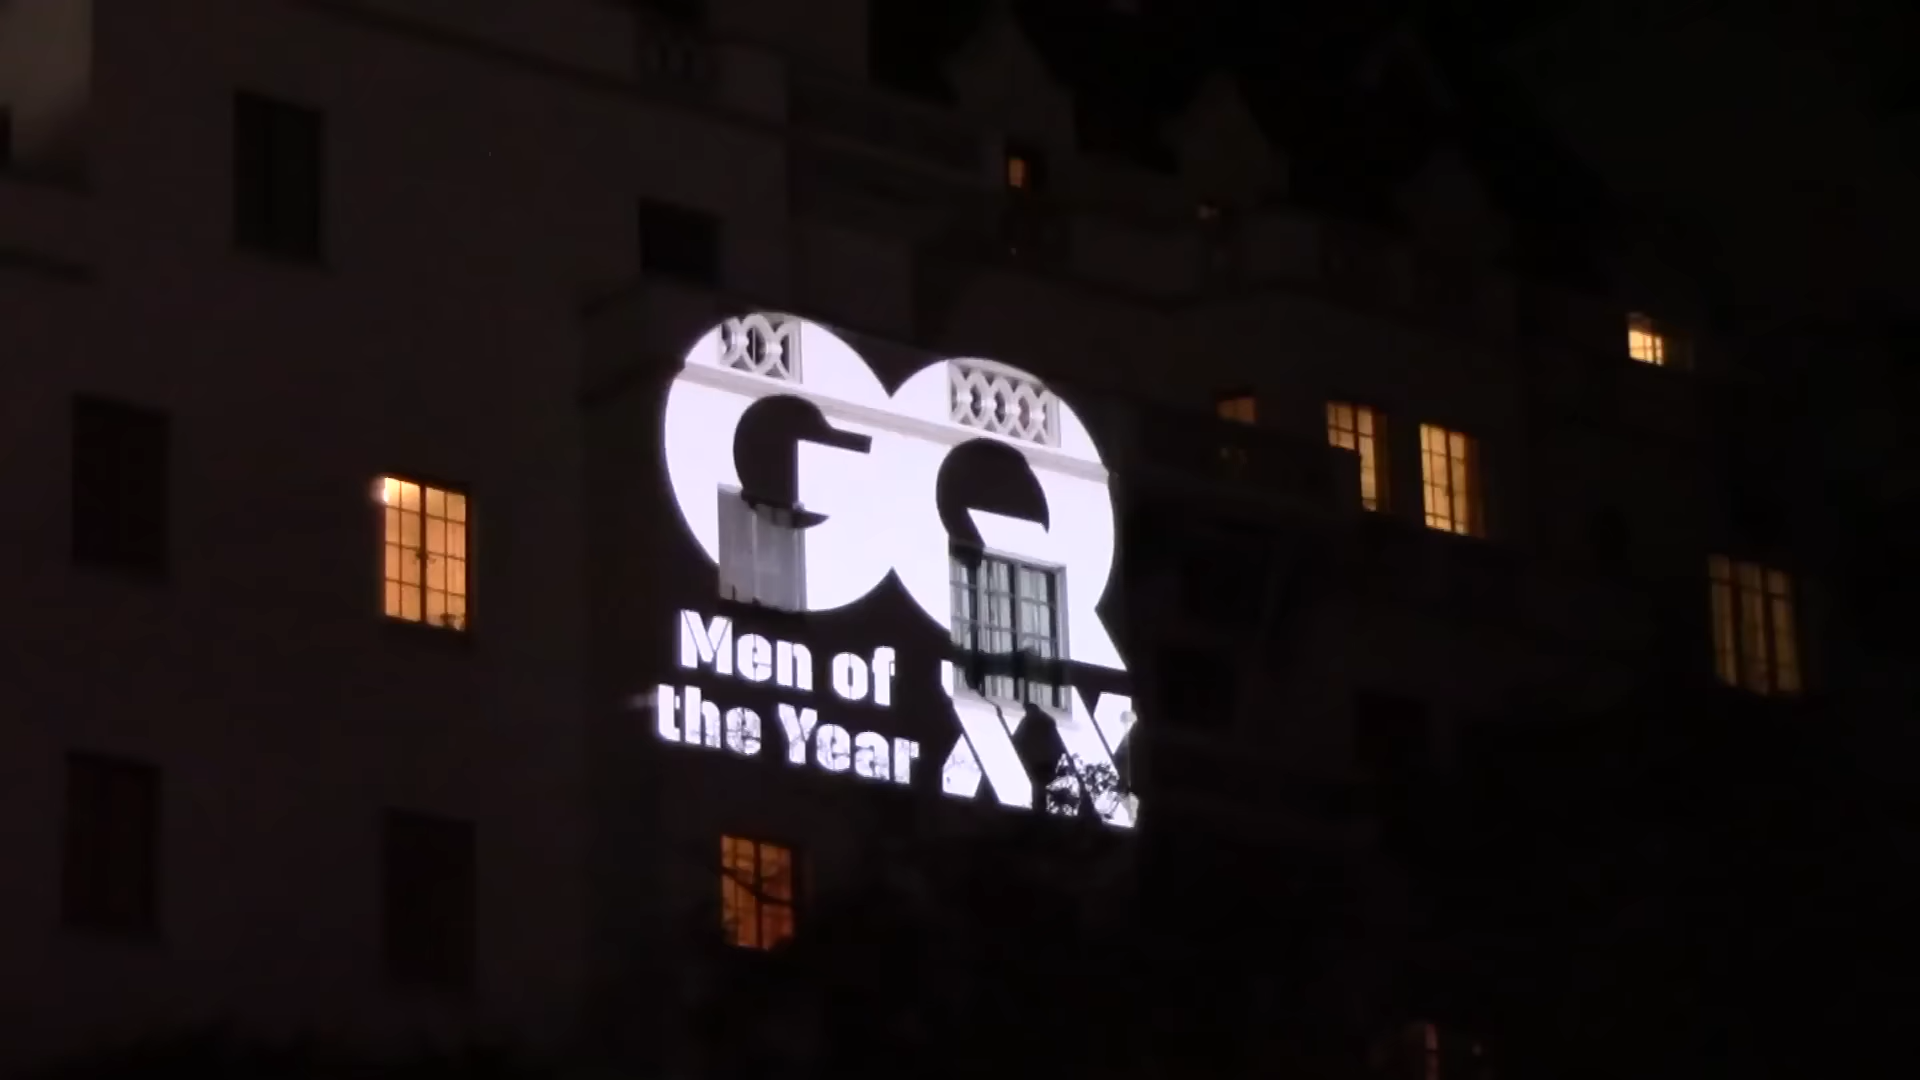 GQ
Men of
the Year XX